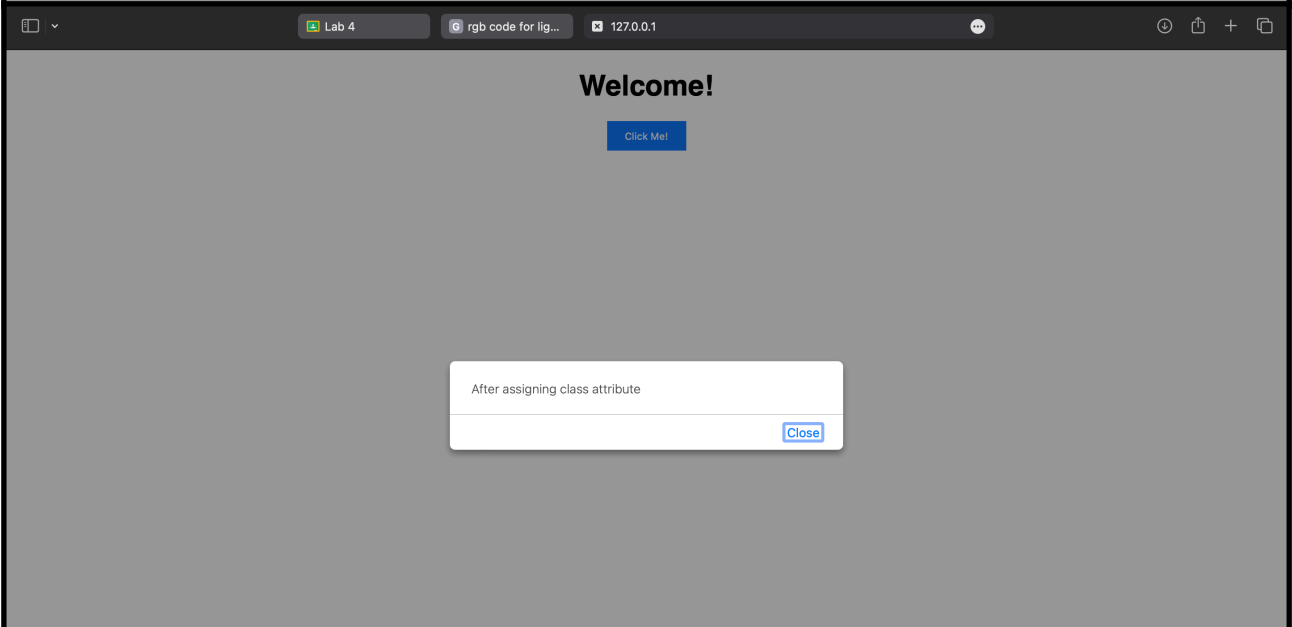 Lab 4
G rgb code for lig...
127.0.0.1
Welcome!
Click Me!
After assigning class attribute
Close